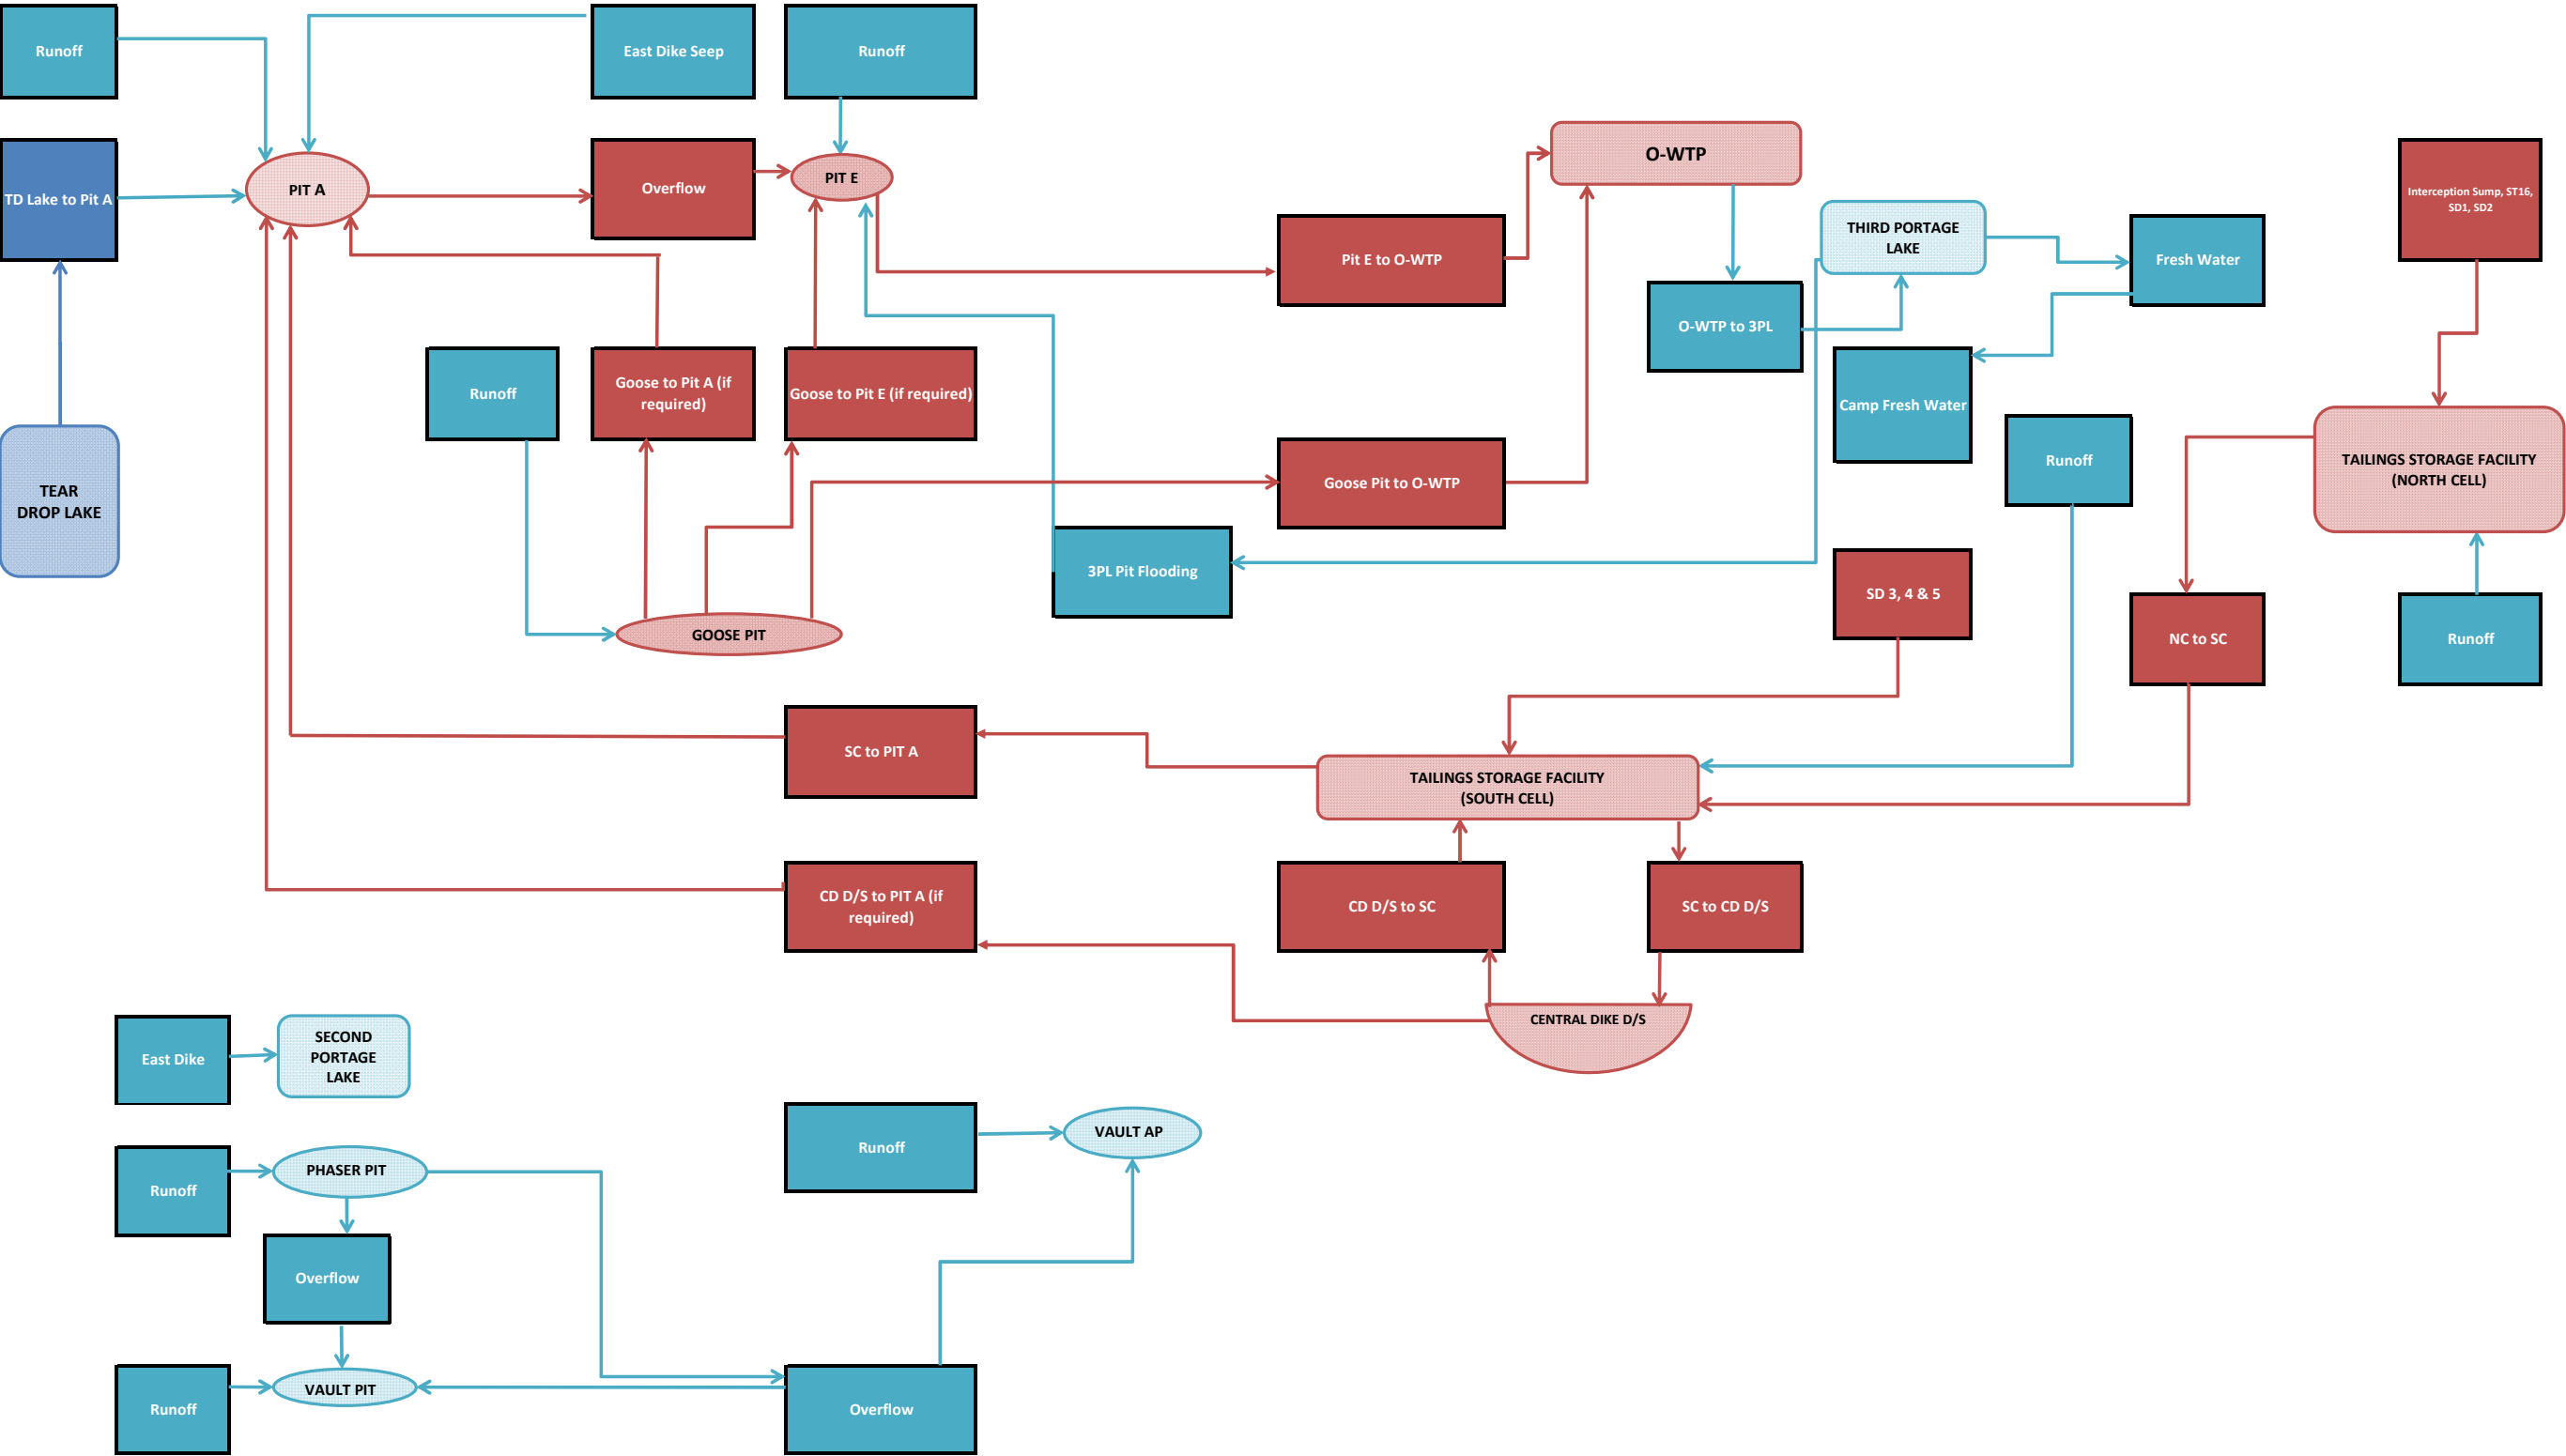 Runoff
East Dike Seep
Runoff
TD Lake to Pit A
PIT A
Overflow
PIT E
O-WTP
Interception Sump, ST16,
SD1, SD2
Pit E to O-WTP
THIRD PORTAGE
LAKE
Fresh Water
O-WTP to 3PL
Runoff
Goose to Pit A (if
required)
Goose to Pit E (if required)
Camp Fresh Water
TEAR
DROP LAKE
Goose Pit to O-WTP
Runoff
TAILINGS STORAGE FACILITY
(NORTH CELL)
3PL Pit Flooding
SD 3, 4 & 5
GOOSE PIT
NC to SC
Runoff
SC to PIT A
TAILINGS STORAGE FACILITY
(SOUTH CELL)
CD D/S to PIT A (if
required)
CD D/S to SC
SC to CD D/S
CENTRAL DIKE D/S
East Dike
SECOND
PORTAGE
LAKE
Runoff
VAULT AP
PHASER PIT
Runoff
Overflow
VAULT PIT
Runoff
Overflow